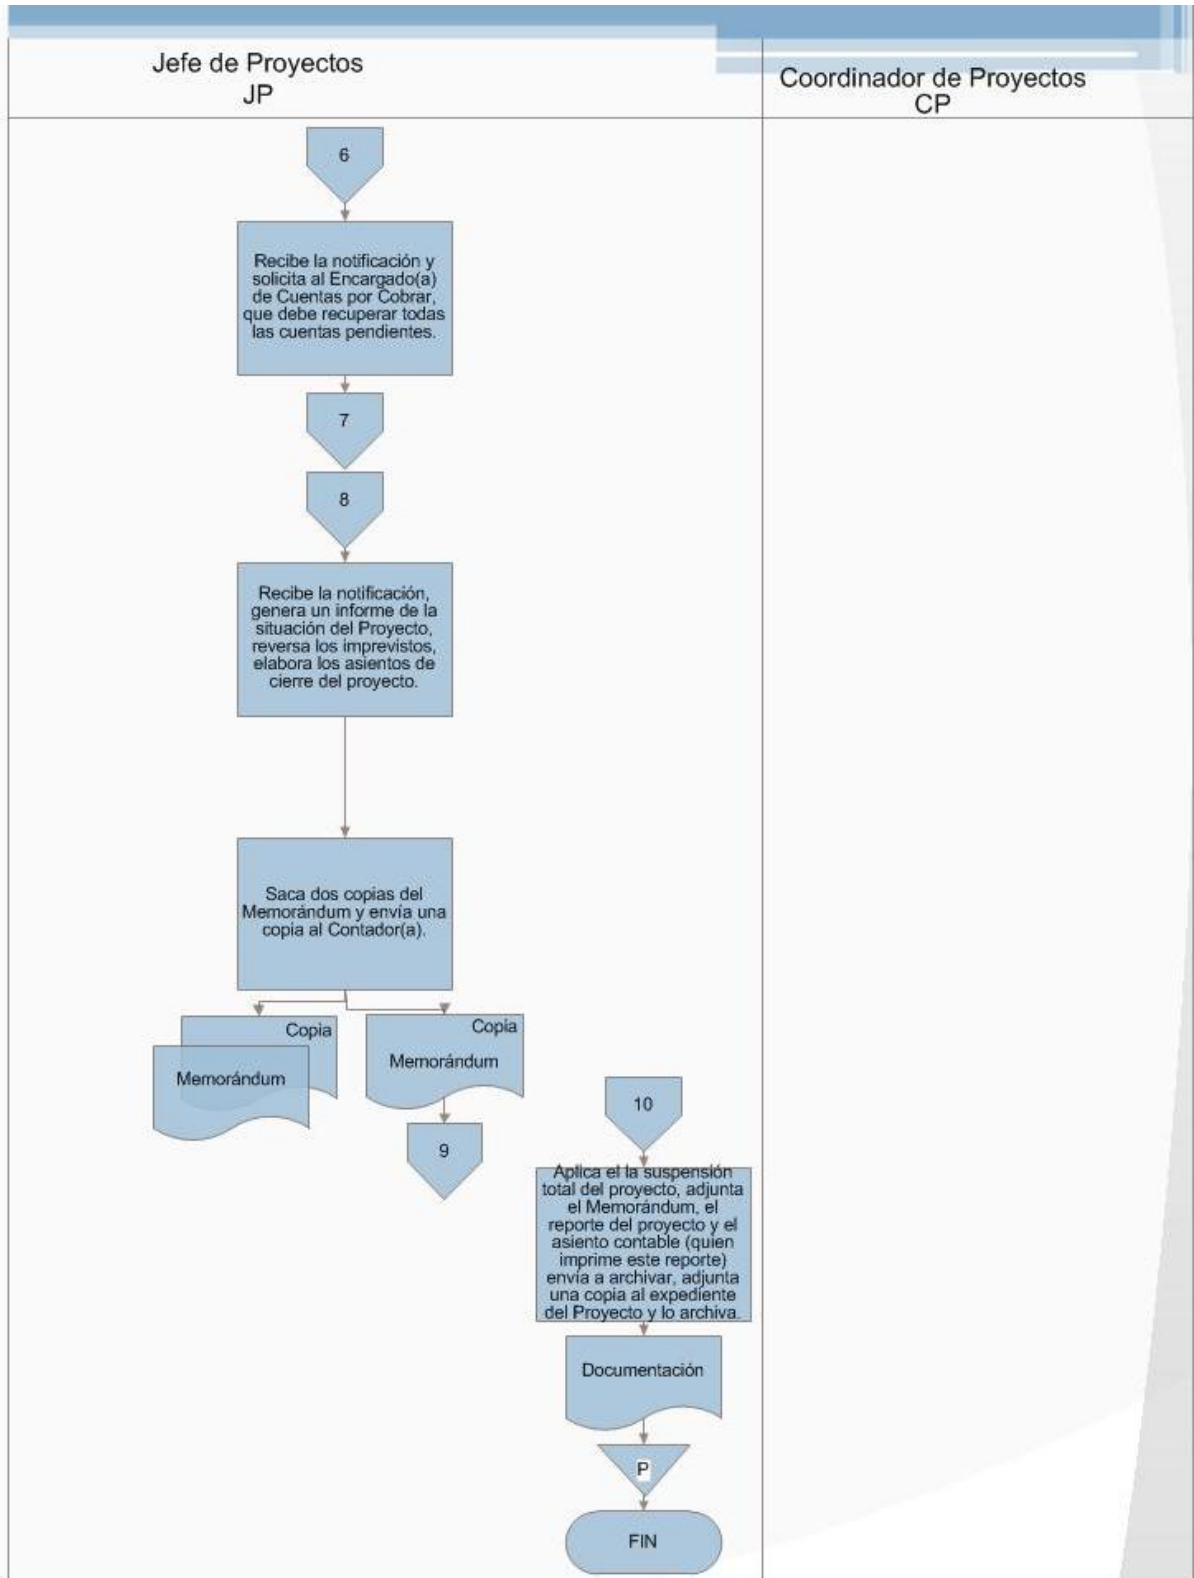 Jefe de Proyectos
JP
Coordinador de Proyectos
CP
6
Recibe la notificación y
solicita al Encargado(a)
de Cuentas por Cobrar,
que debe recuperar todas
las cuentas pendientes.
7
8
Recibe la notificación,
genera un informe de la
situación del Proyecto,
reversa los imprevistos,
elabora los asientos de
cierre del proyecto.
Saca dos copias del
Memorándum y envía una
copia al Contador(a).
Copia
Memorándum
Copia
Memorándum
9
10
Aplica el la suspensión
total del proyecto, adjunta
el Memorándum, el
reporte del proyecto y el
asiento contable (quien
imprime este reporte)
envía a archivar, adjunta
una copia al expediente
del Proyecto y lo archiva.
Documentación
P
FIN